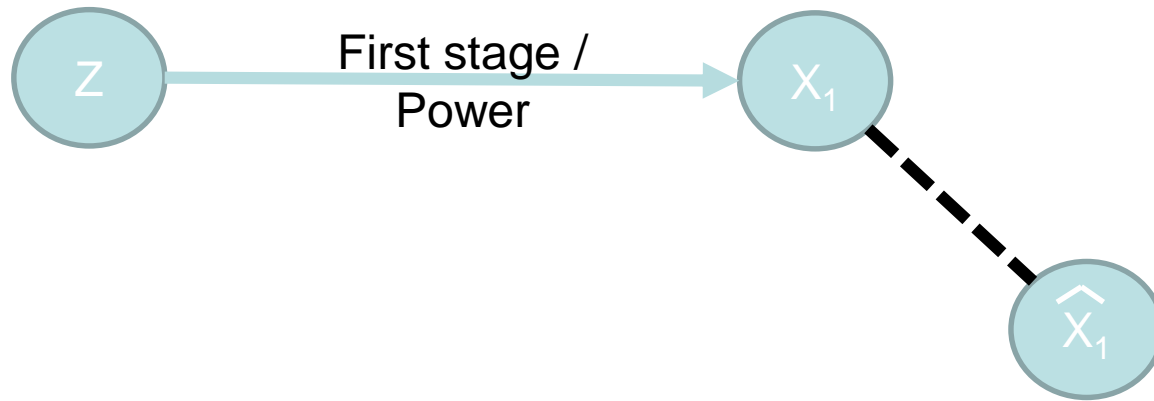 Z
First stage /
Power
X₁
X̂₁